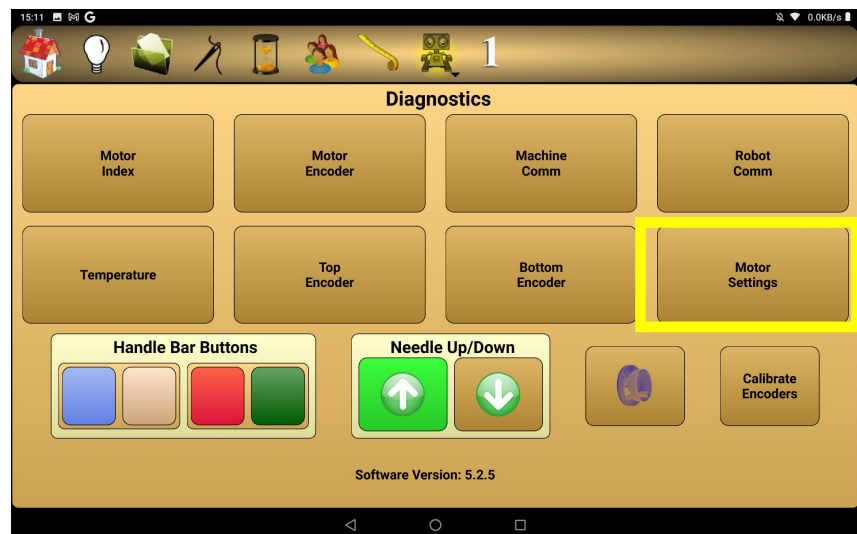 15:11
0.0KB/s
1
Diagnostics
Motor
Index
Motor
Encoder
Machine
Comm
Robot
Comm
Temperature
Top
Encoder
Bottom
Encoder
Motor
Settings
Handle Bar Buttons
Needle Up/Down
Calibrate
Encoders
Software Version: 5.2.5